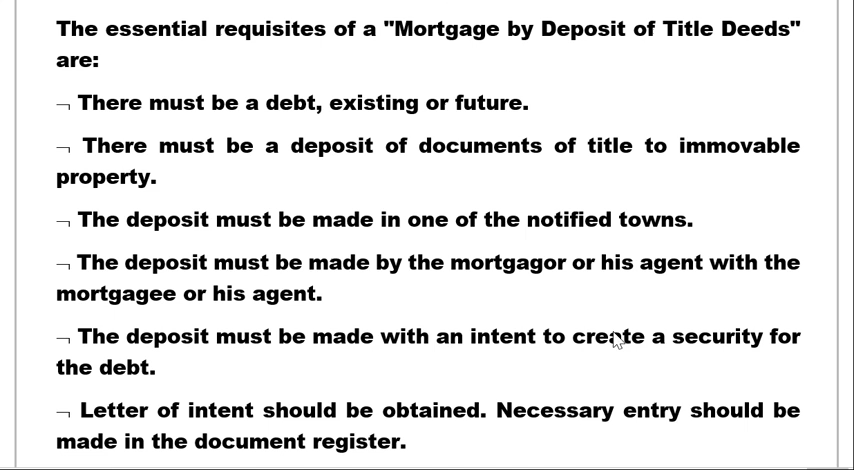 The essential requisites of a "Mortgage by Deposit of Title Deeds"
are:
¬ There must be a debt, existing or future.
¬ There must be a deposit of documents of title to immovable
property.
¬ The deposit must be made in one of the notified towns.
¬ The deposit must be made by the mortgagor or his agent with the
mortgagee or his agent.
¬ The deposit must be made with an intent to create a security for
the debt.
¬ Letter of intent should be obtained. Necessary entry should be
made in the document register.